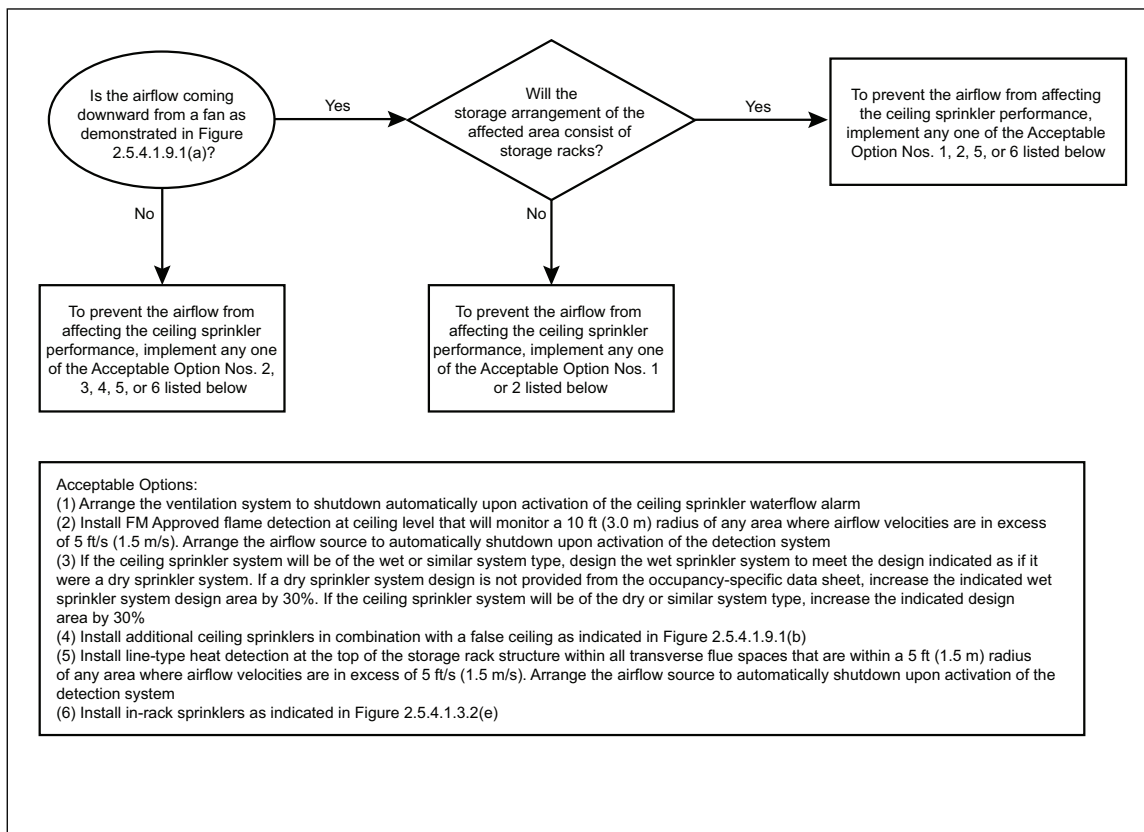 Is the airflow coming
downward from a fan as
demonstrated in Figure
2.5.4.1.9.1(a)?
Yes
Will the
storage arrangement of the
affected area consist of
storage racks?
Yes
To prevent the airflow from affecting
the ceiling sprinkler performance,
implement any one of the Acceptable
Option Nos. 1, 2, 5, or 6 listed below
No
No
To prevent the airflow from
affecting the ceiling sprinkler
performance, implement any one
of the Acceptable Option Nos. 2,
3, 4, 5, or 6 listed below
To prevent the airflow from
affecting the ceiling sprinkler
performance, implement any one
of the Acceptable Option Nos. 1
or 2 listed below
Acceptable Options:
(1) Arrange the ventilation system to shutdown automatically upon activation of the ceiling sprinkler waterflow alarm
(2) Install FM Approved flame detection at ceiling level that will monitor a 10 ft (3.0 m) radius of any area where airflow velocities are in excess
of 5 ft/s (1.5 m/s). Arrange the airflow source to automatically shutdown upon activation of the detection system
(3) If the ceiling sprinkler system will be of the wet or similar system type, design the wet sprinkler system to meet the design indicated as if it
were a dry sprinkler system. If a dry sprinkler system design is not provided from the occupancy-specific data sheet, increase the indicated wet
sprinkler system design area by 30%. If the ceiling sprinkler system will be of the dry or similar system type, increase the indicated design
area by 30%
(4) Install additional ceiling sprinklers in combination with a false ceiling as indicated in Figure 2.5.4.1.9.1(b)
(5) Install line-type heat detection at the top of the storage rack structure within all transverse flue spaces that are within a 5 ft (1.5 m) radius
of any area where airflow velocities are in excess of 5 ft/s (1.5 m/s). Arrange the airflow source to automatically shutdown upon activation of the
detection system
(6) Install in-rack sprinklers as indicated in Figure 2.5.4.1.3.2(e)